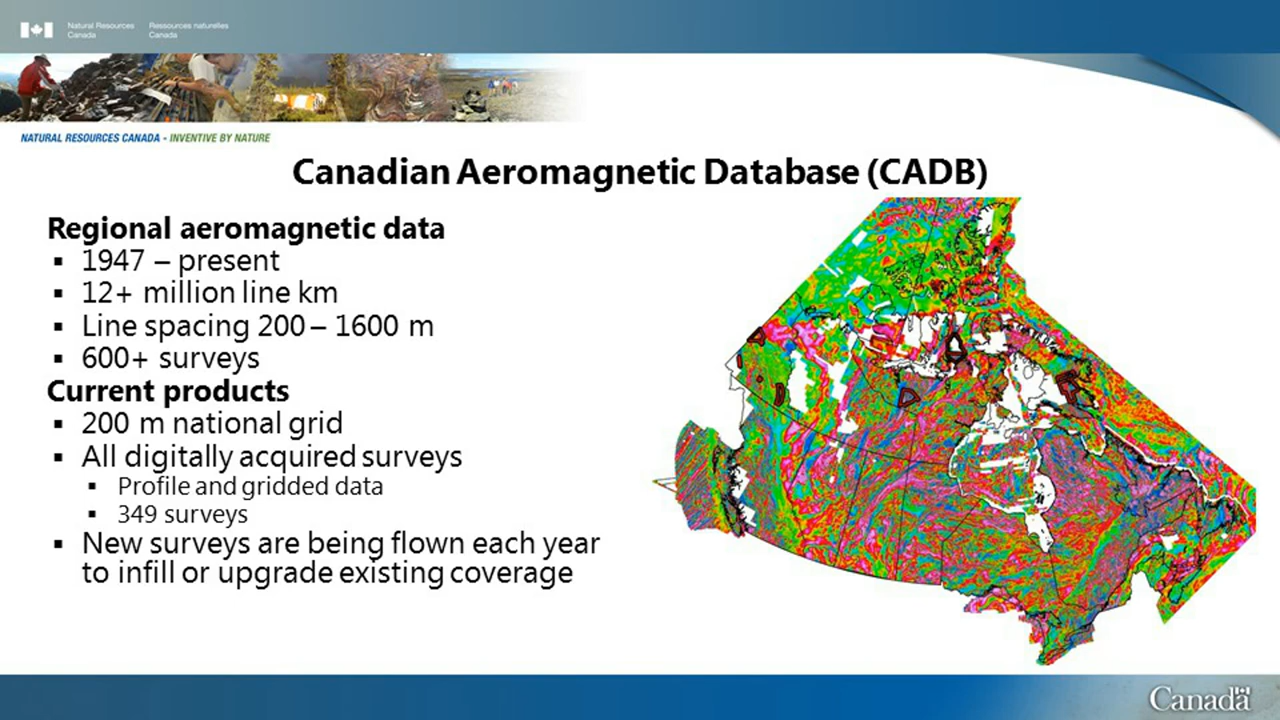 Natural Resources Ressources naturelles
Canada Canada
NATURAL RESOURCES CANADA - INVENTIVE BY NATURE
Canadian Aeromagnetic Database (CADB)
Regional aeromagnetic data
▪ 1947 – present
▪ 12+ million line km
▪ Line spacing 200 – 1600 m
▪ 600+ surveys
Current products
▪ 200 m national grid
▪ All digitally acquired surveys
▪ Profile and gridded data
▪ 349 surveys
▪ New surveys are being flown each year
to infill or upgrade existing coverage
Canada